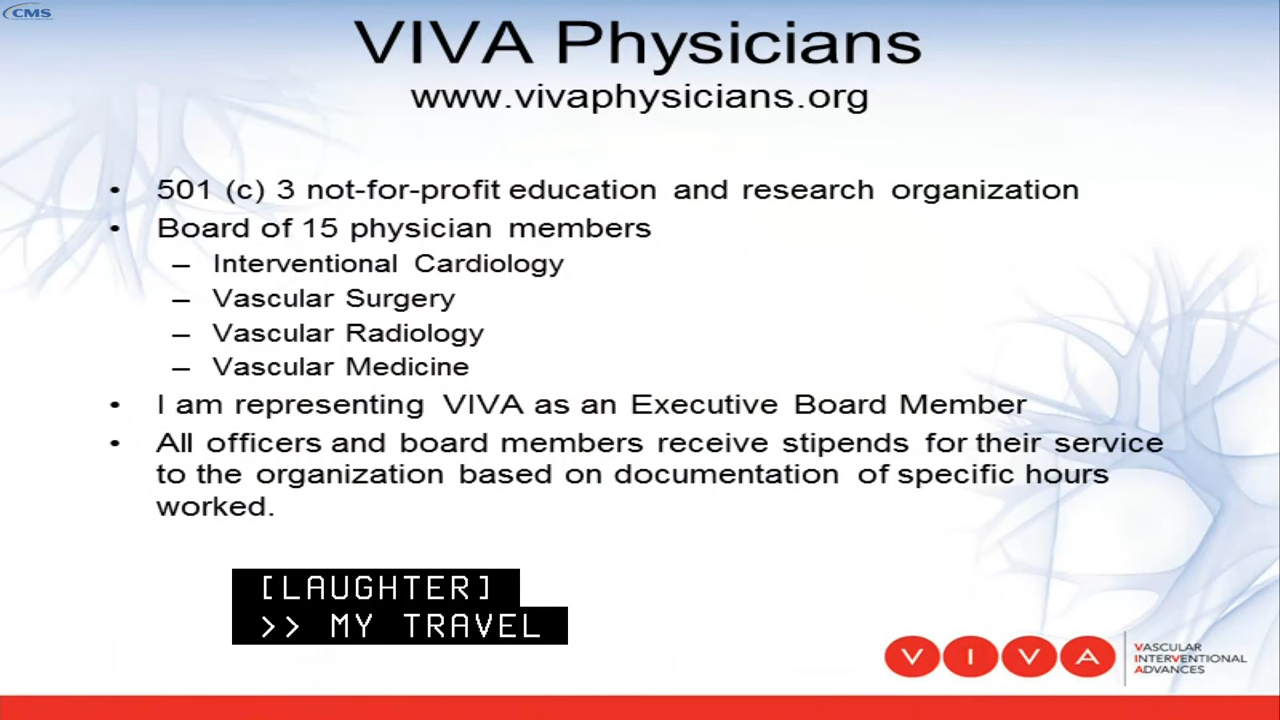 CMS
VIVA Physicians
www.vivaphysicians.org
• 501 (c) 3 not-for-profit education and research organization
• Board of 15 physician members
– Interventional Cardiology
– Vascular Surgery
– Vascular Radiology
– Vascular Medicine
• I am representing VIVA as an Executive Board Member
• All officers and board members receive stipends for their service
to the organization based on documentation of specific hours
worked.
[LAUGHTER]
>> MY TRAVEL
V I V A
VASCULAR
INTERVENTIONAL
ADVANCES